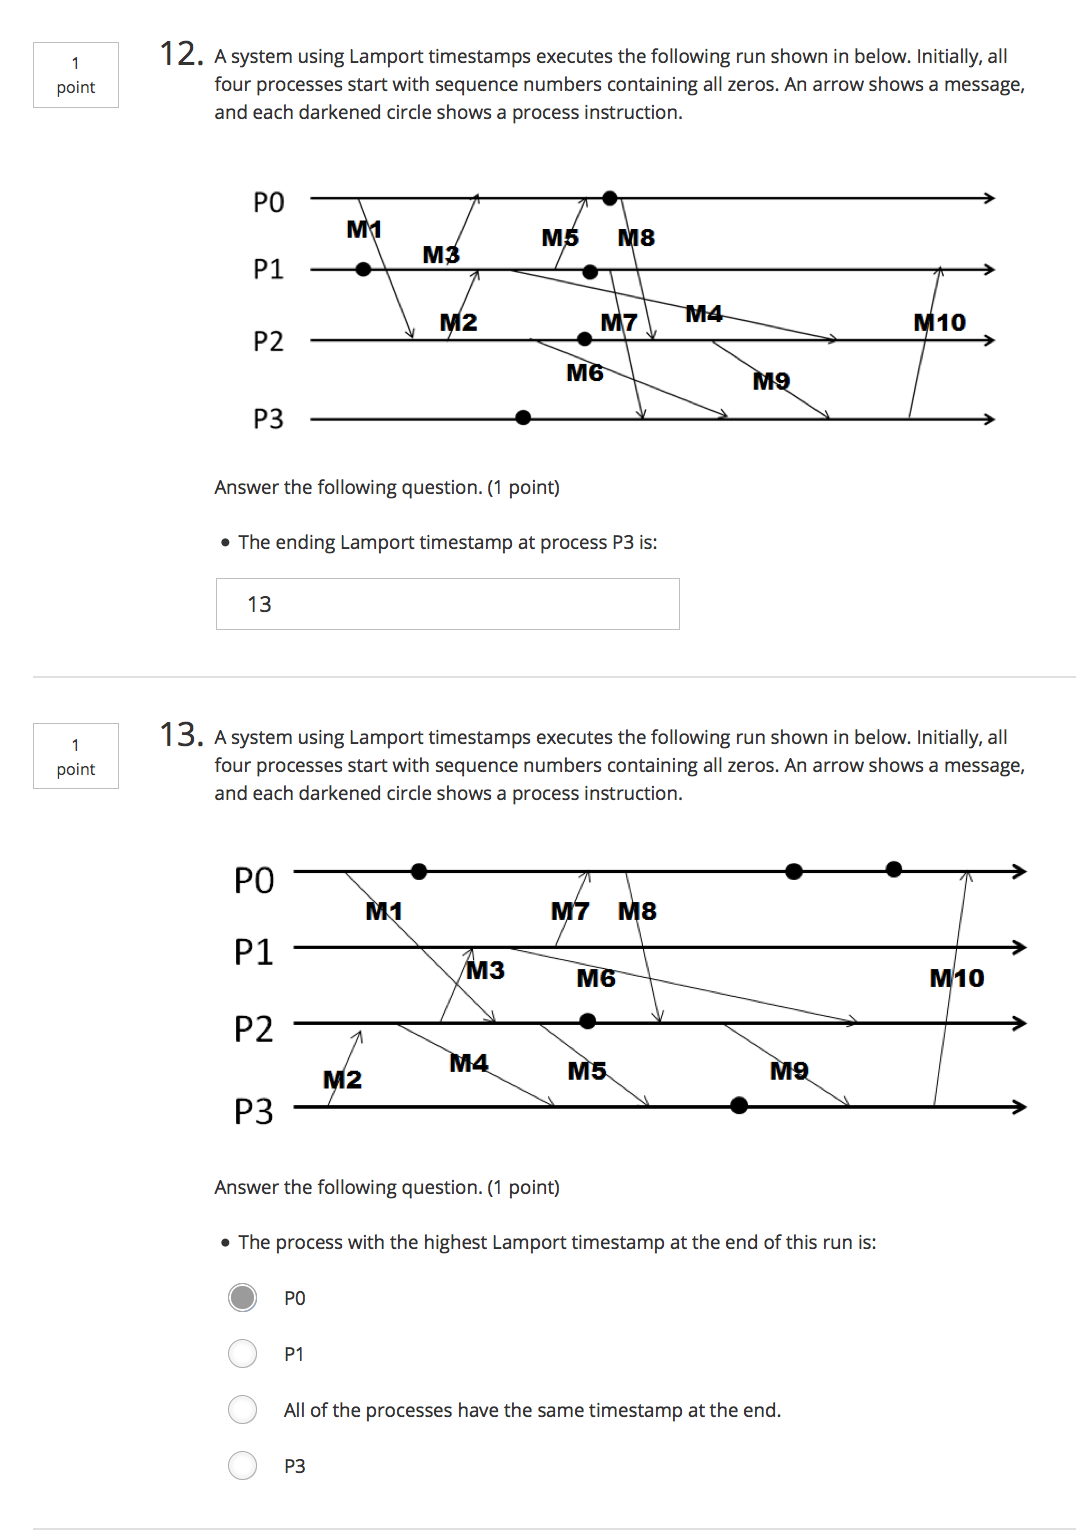 1
point
12. A system using Lamport timestamps executes the following run shown in below. Initially, all
four processes start with sequence numbers containing all zeros. An arrow shows a message,
and each darkened circle shows a process instruction.
P0
M1
M3
M5
M8
P1
M2
M7
M4
M10
P2
M6
M9
P3
Answer the following question. (1 point)
• The ending Lamport timestamp at process P3 is:
13
1
point
13. A system using Lamport timestamps executes the following run shown in below. Initially, all
four processes start with sequence numbers containing all zeros. An arrow shows a message,
and each darkened circle shows a process instruction.
P0
M1
M7
M8
P1
M3
M6
M10
P2
M2
M4
M5
M9
P3
Answer the following question. (1 point)
• The process with the highest Lamport timestamp at the end of this run is:
P0
P1
All of the processes have the same timestamp at the end.
P3